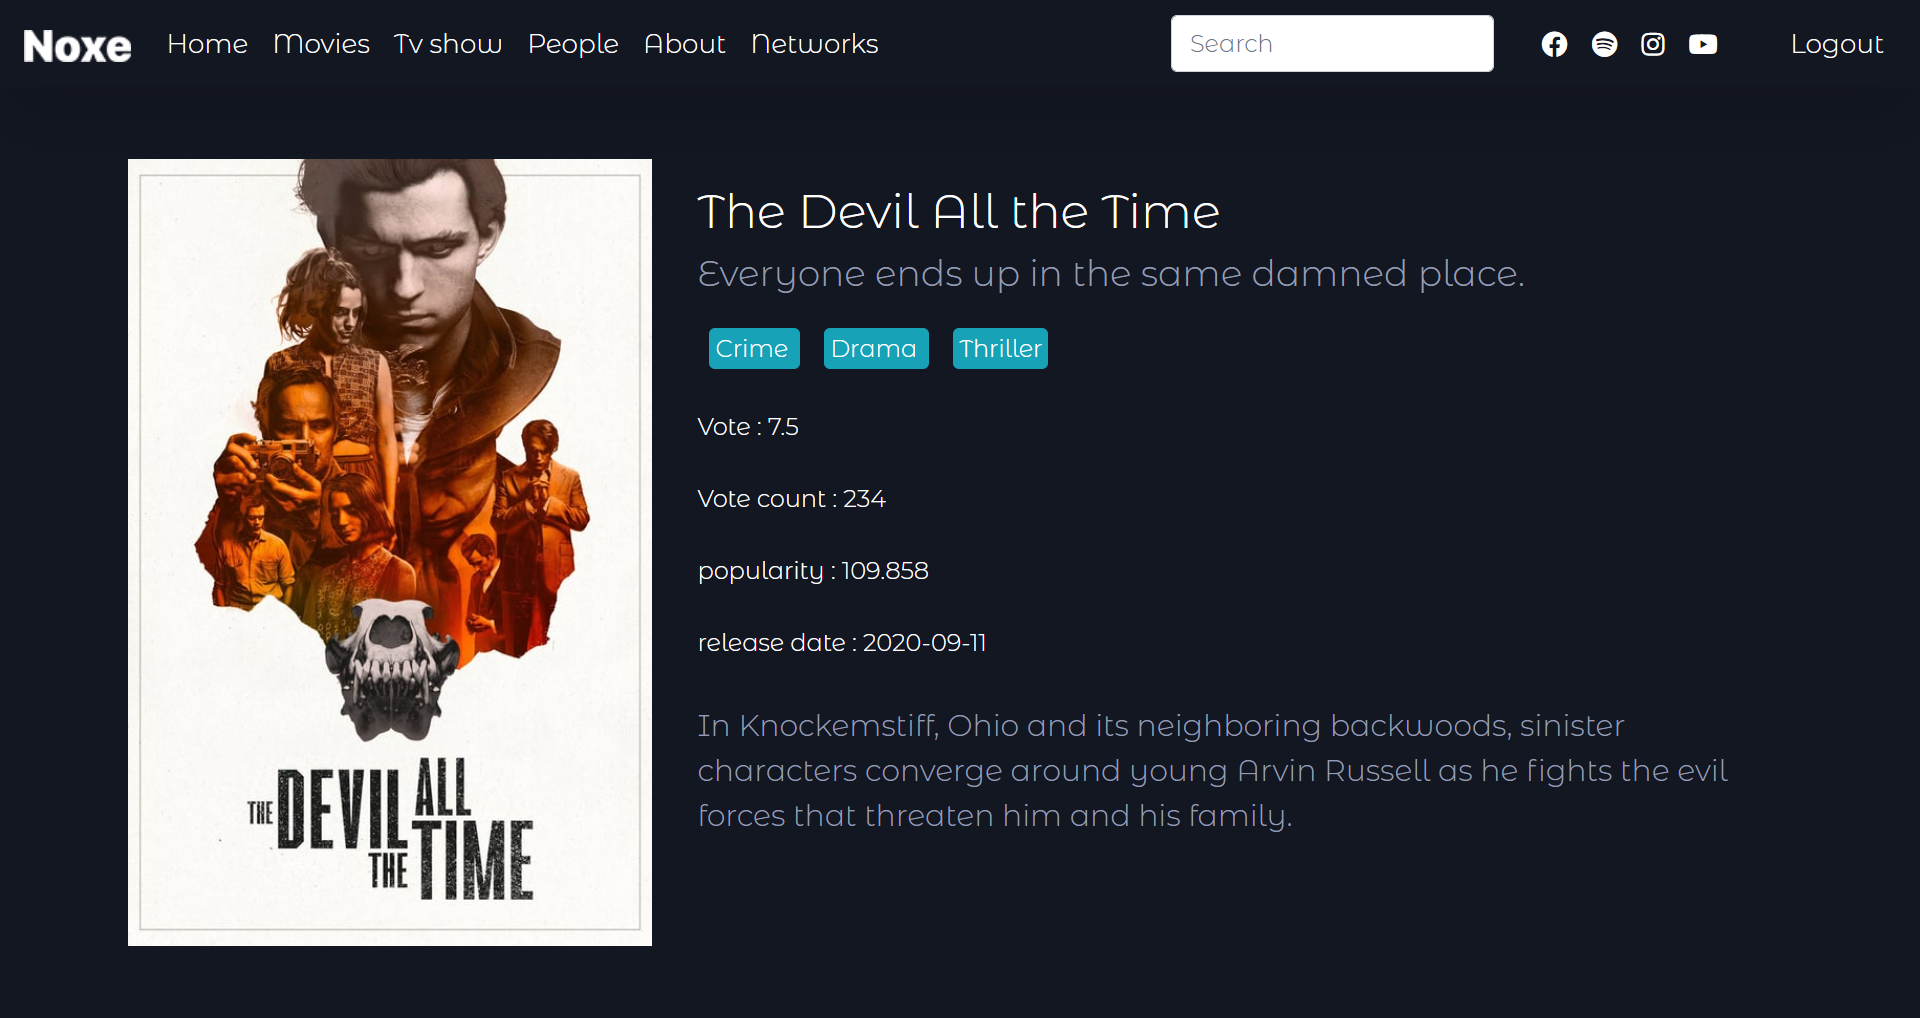 Noxe Home Movies Tv show People About Networks Search Logout
The Devil All the Time
Everyone ends up in the same damned place.
Crime Drama Thriller
Vote : 7.5
Vote count : 234
popularity : 109.858
release date : 2020-09-11
In Knockemstiff, Ohio and its neighboring backwoods, sinister
characters converge around young Arvin Russell as he fights the evil
forces that threaten him and his family.
THE DEVIL ALL
THE TIME